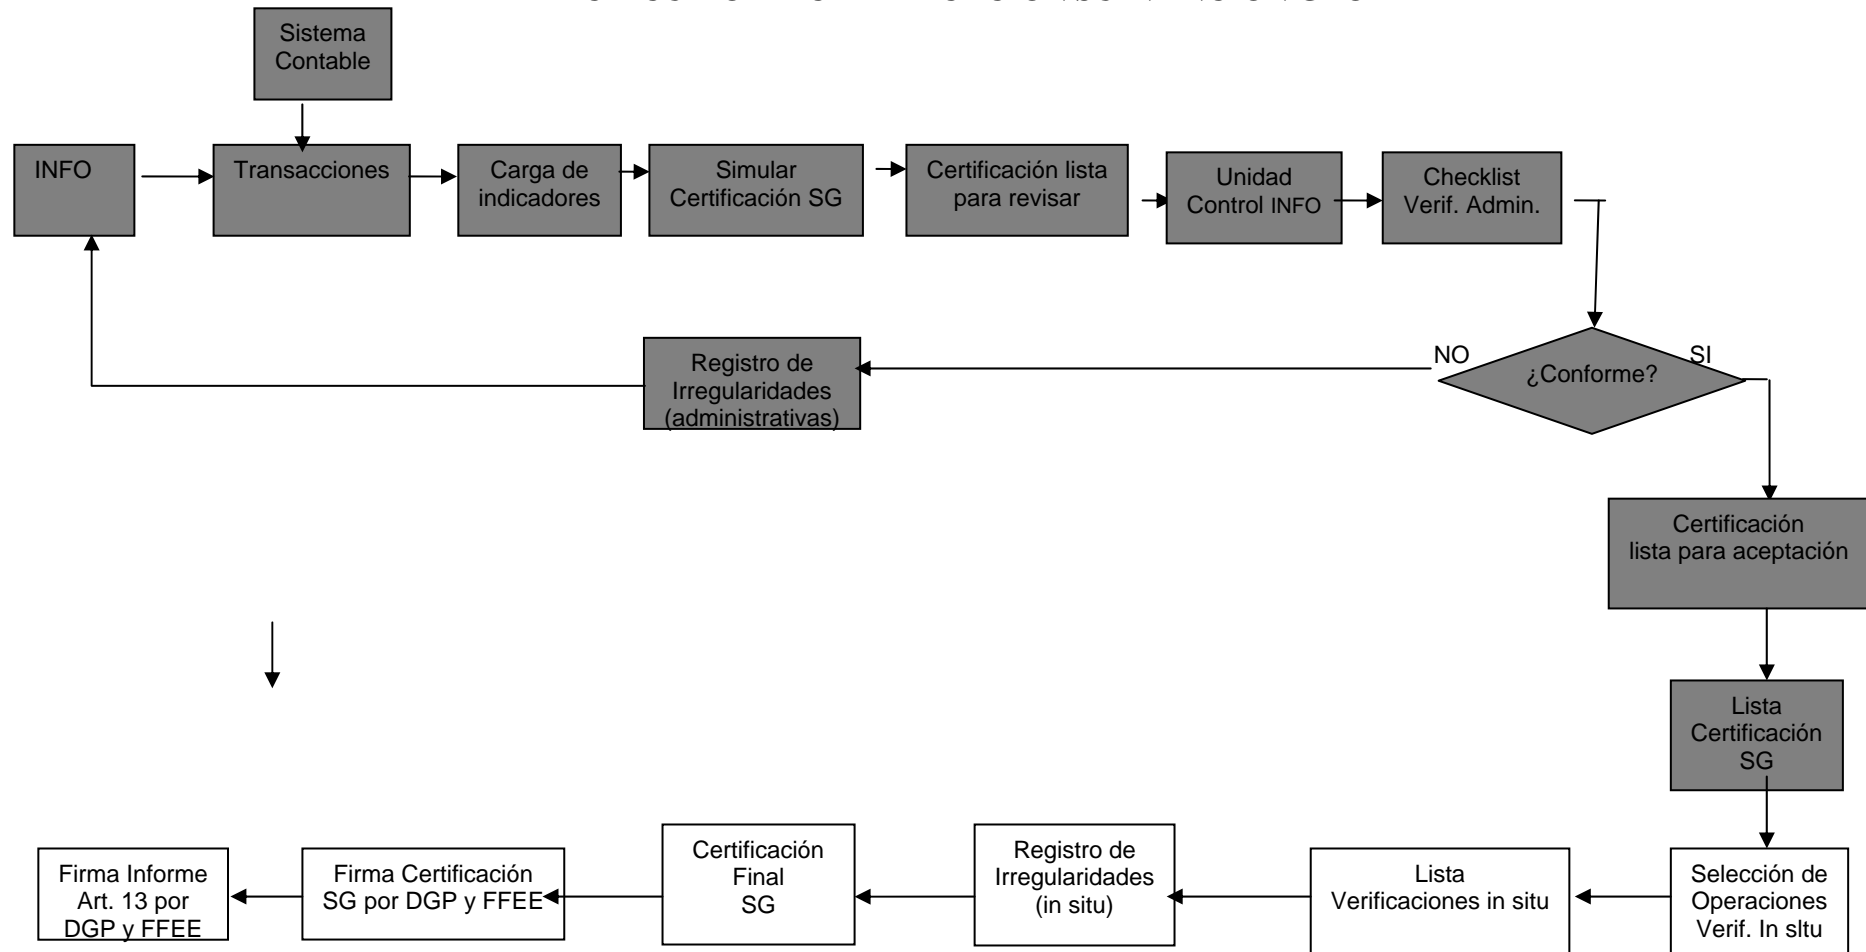 Sistema
Contable
INFO
Transacciones
Carga de
indicadores
Simular
Certificación SG
Certificación lista
para revisar
Unidad
Control INFO
Checklist
Verif. Admin.
Registro de
Irregularidades
(administrativas)
NO
¿Conforme?
SI
Certificación
lista para aceptación
Lista
Certificación
SG
Firma Informe
Art. 13 por
DGP y FFEE
Firma Certificación
SG por DGP y FFEE
Certificación
Final
SG
Registro de
Irregularidades
(in situ)
Lista
Verificaciones in situ
Selección de
Operaciones
Verif. In sltu